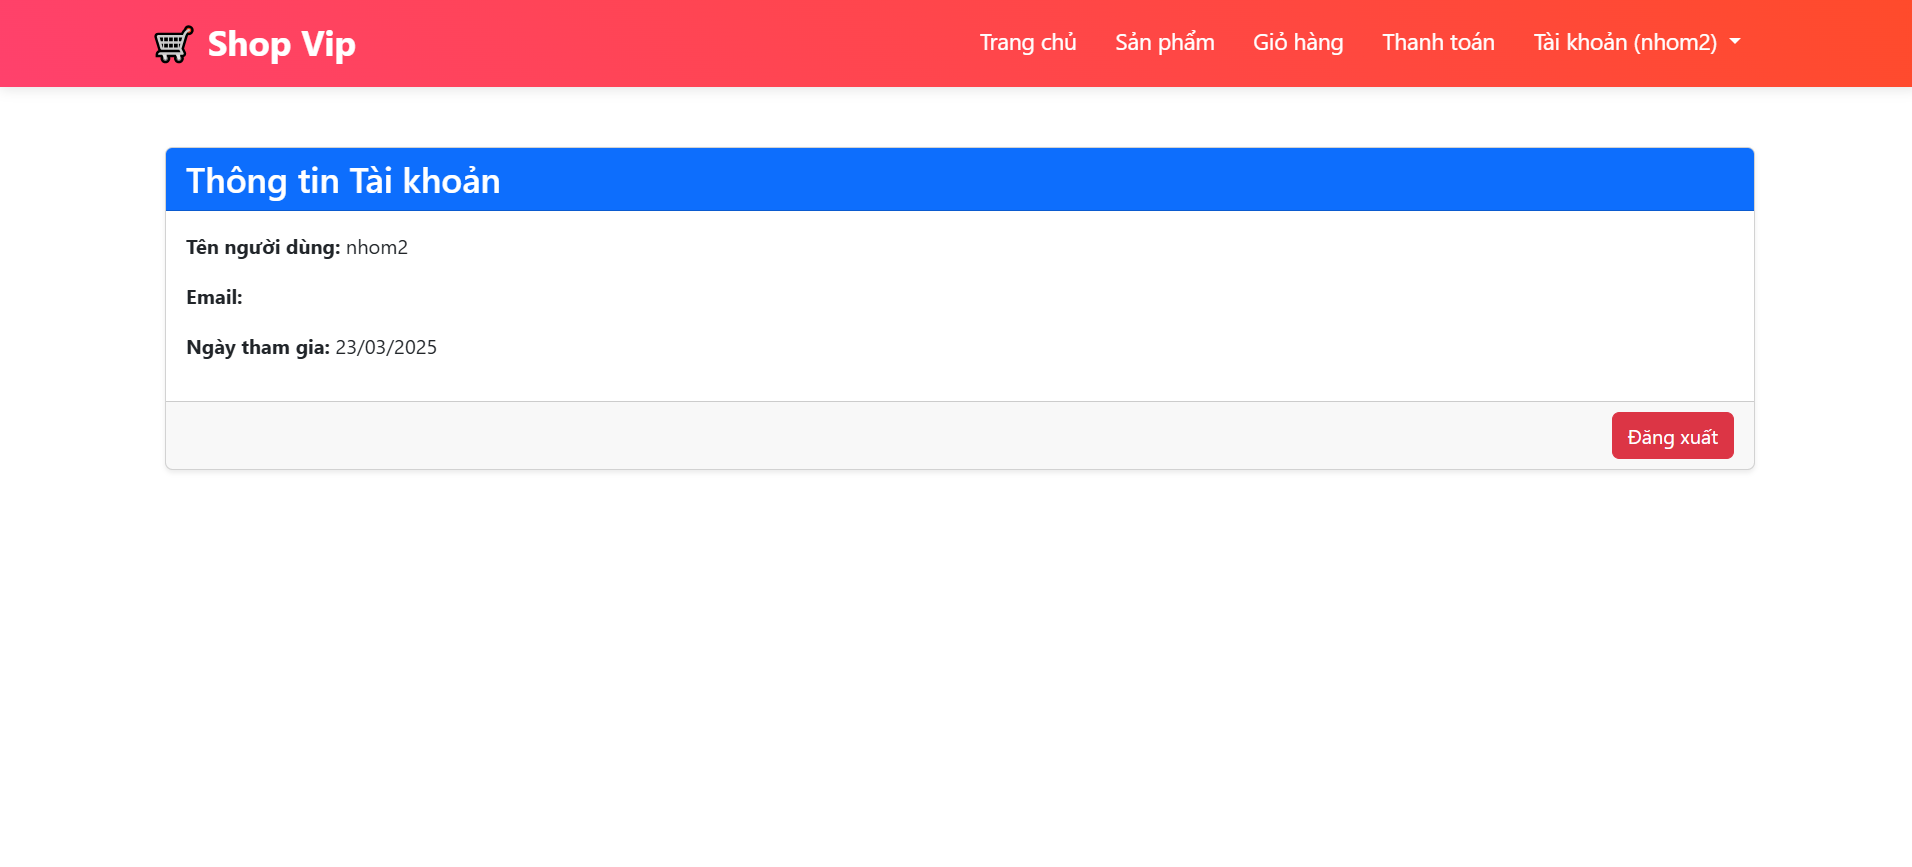 Shop Vip
Trang chủ Sản phẩm Giỏ hàng Thanh toán Tài khoản (nhom2)
Thông tin Tài khoản
Tên người dùng: nhom2
Email:
Ngày tham gia: 23/03/2025
Đăng xuất